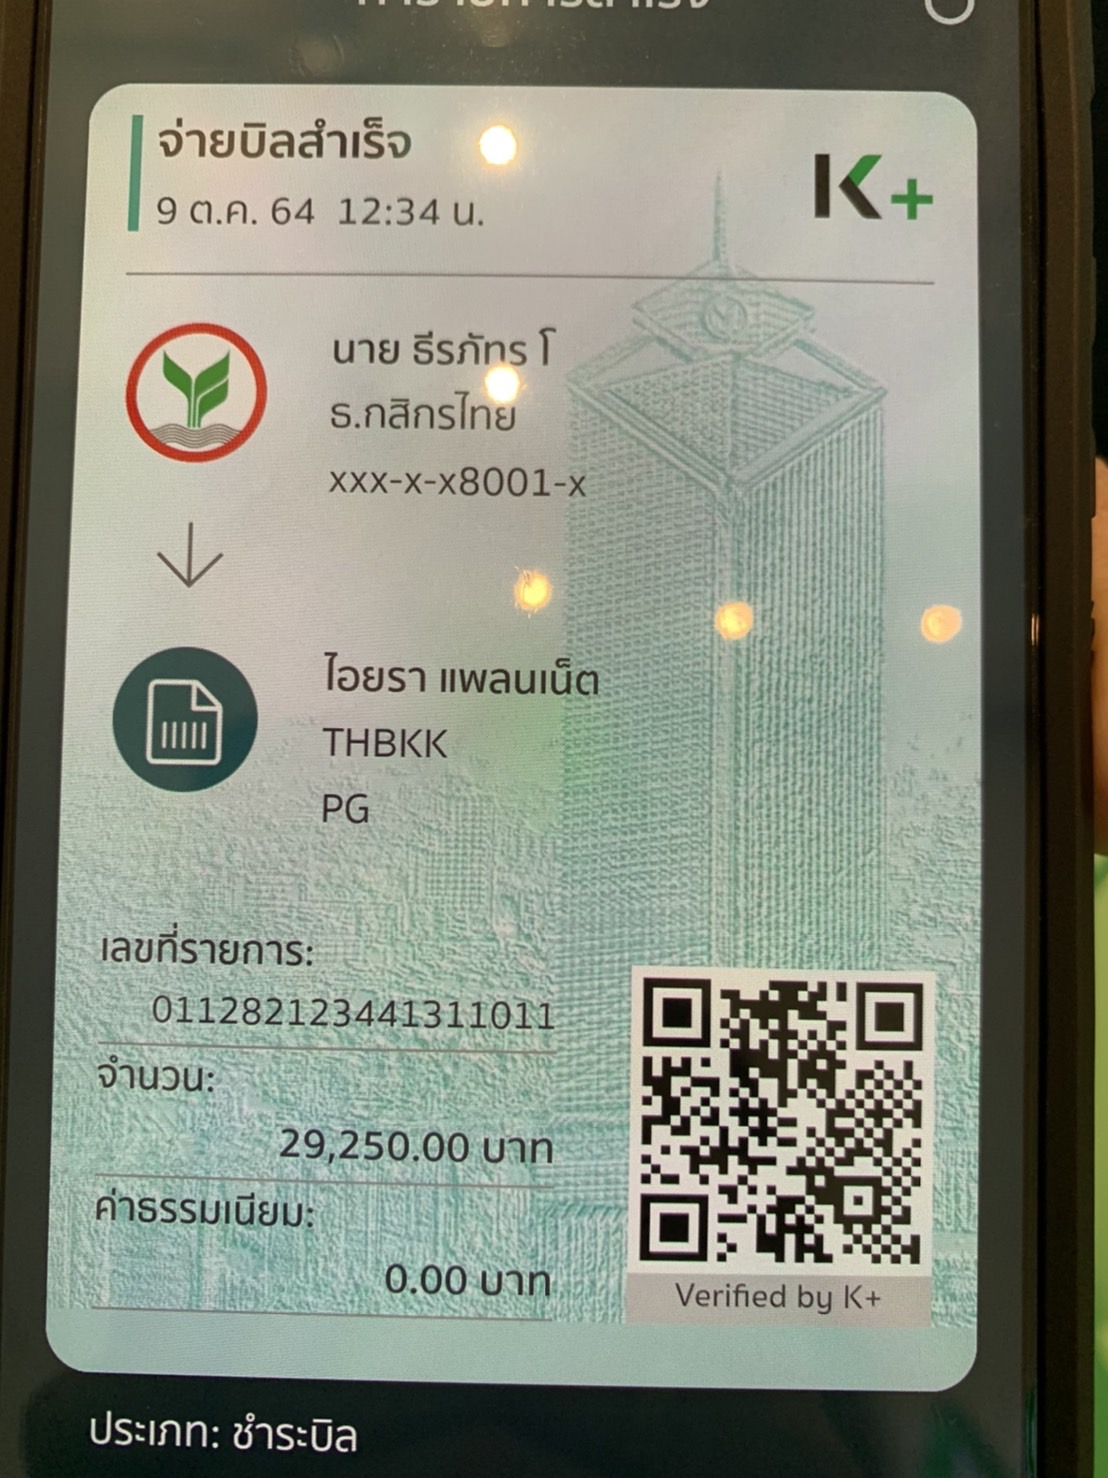 จ่ายบิลสำเร็จ
9 ต.ค. 64 12:34 น.
K+
นาย ธีรภัทร โ
ธ.กสิกรไทย
xxx-x-x8001-x
ไอยรา แพลนเน็ต
THBKK
PG
เลขที่รายการ:
011282123441311011
จำนวน:
29,250.00 บาท
ค่าธรรมเนียม:
0.00 บาท
Verified by K+
ประเภท: ชำระบิล